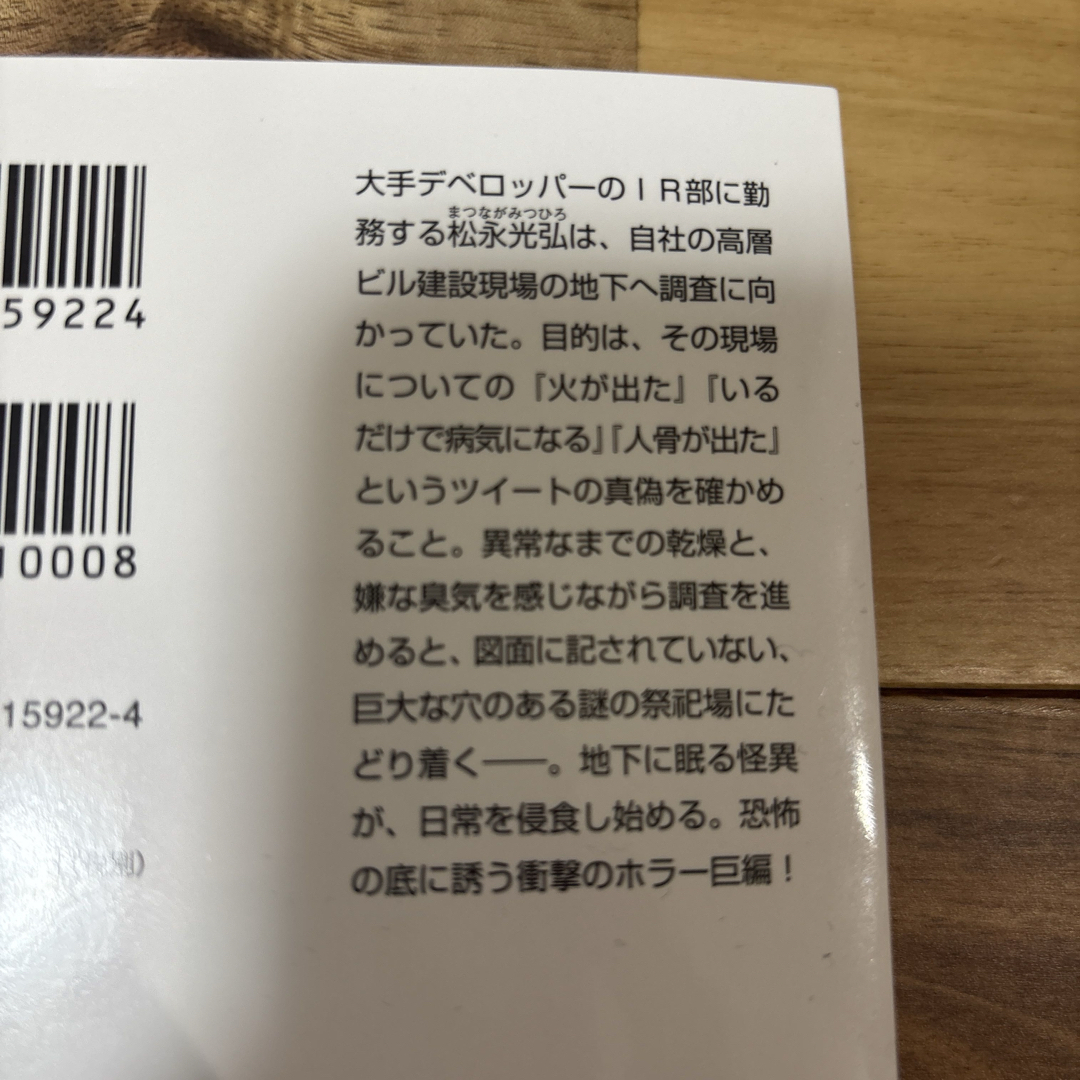 大手デベロッパーのＩＲ部に勤
まつながみつひろ
務する松永光弘は、自社の高層
ビル建設現場の地下へ調査に向
かっていた。目的は、その現場
についての『火が出た』『いる
だけで病気になる』『人骨が出た』
というツイートの真偽を確かめ
ること。異常なまでの乾燥と、
嫌な臭気を感じながら調査を進
めると、図面に記されていない、
巨大な穴のある謎の祭祀場にた
どり着く――。地下に眠る怪異
が、日常を侵食し始める。恐怖
の底に誘う衝撃のホラー巨編！
59224
10008
15922-4